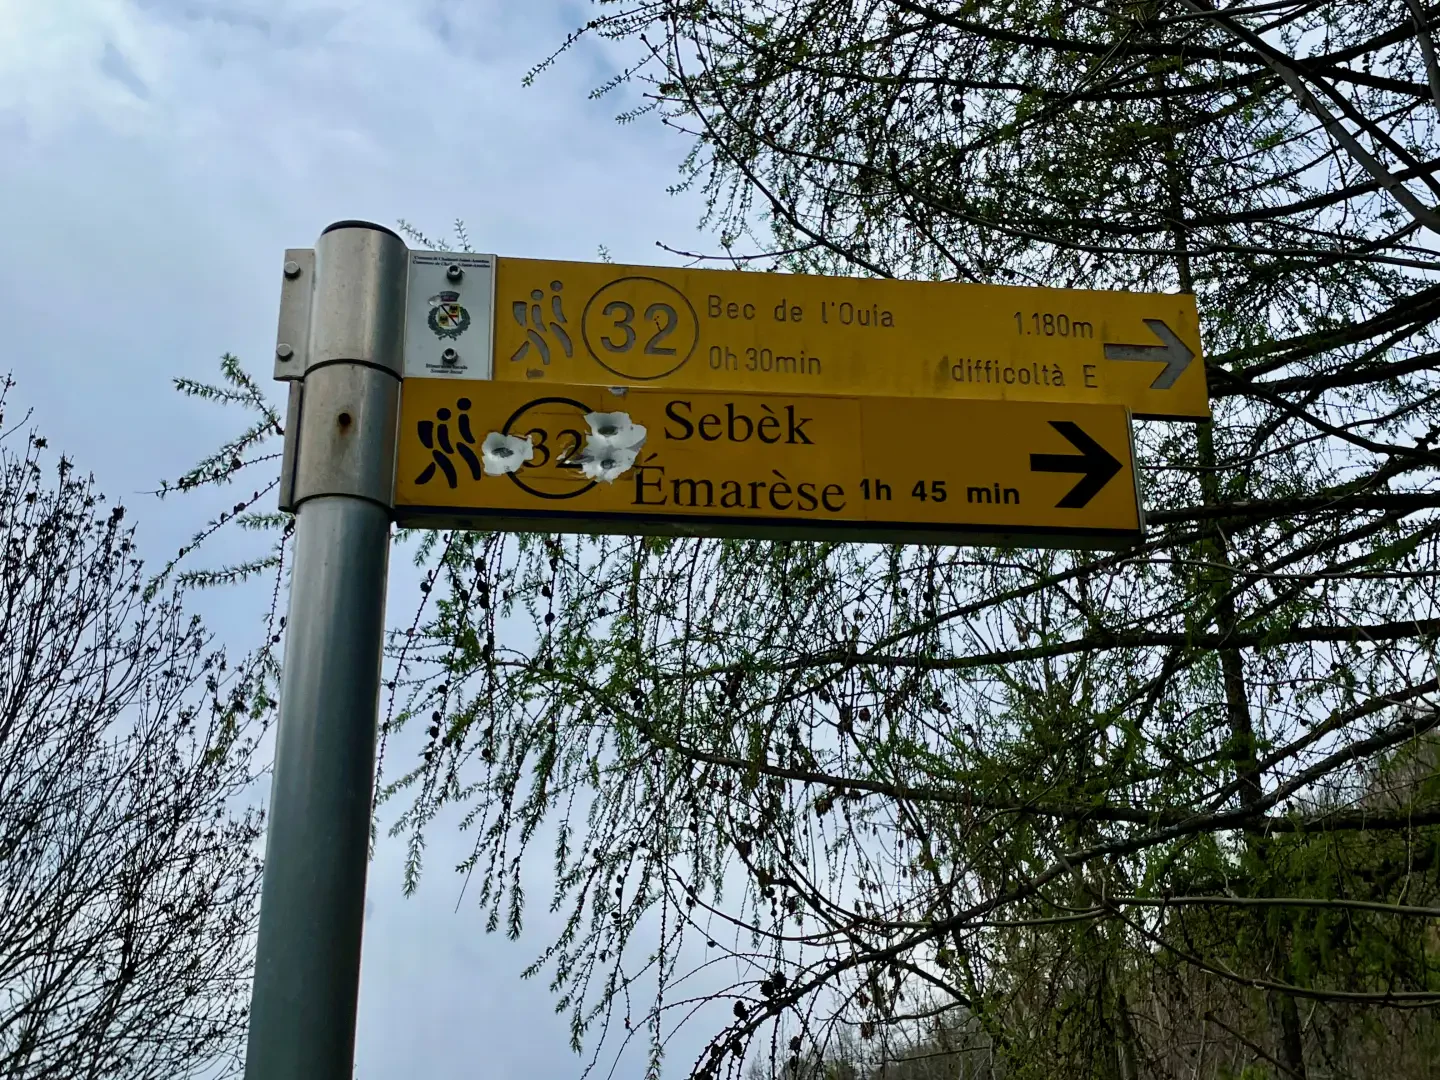 32
Bec de l'Ouia
1.180m
0h 30min
difficoltà E
32
Sebèk
Émarèse
1h 45 min